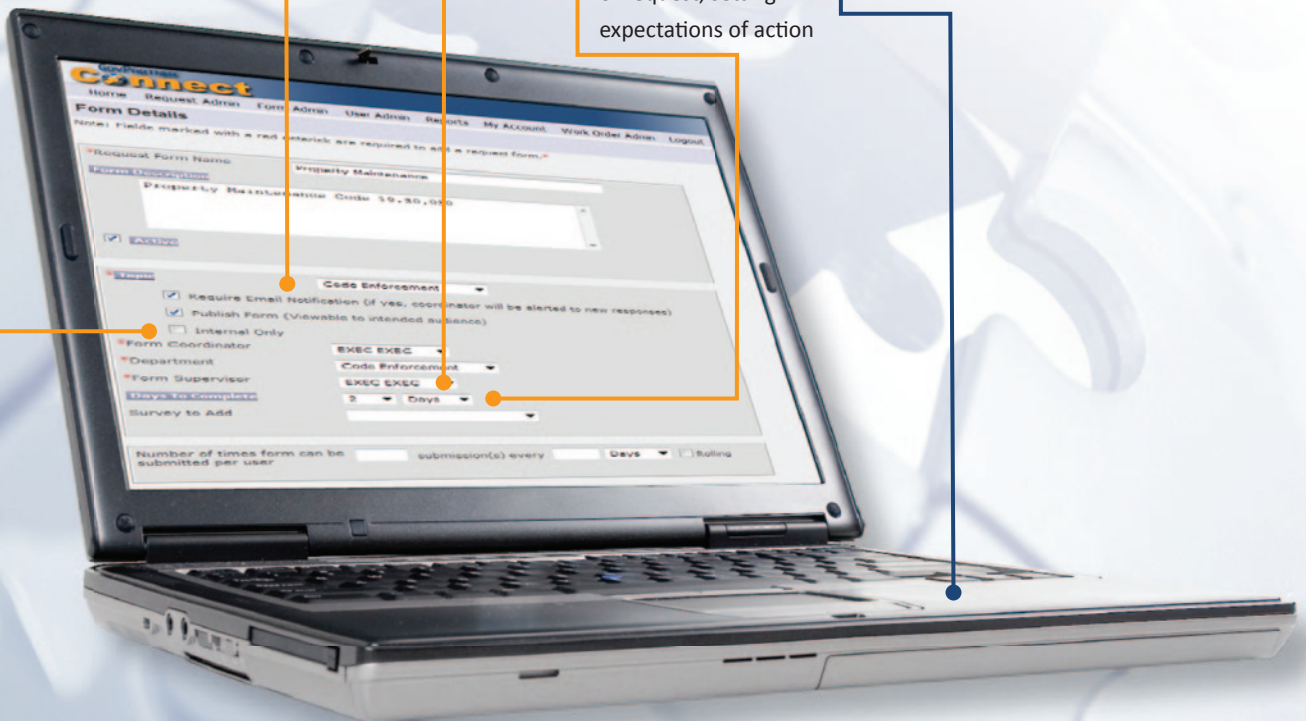 expectations of action
Connect
Home Request Admin Form Admin User Admin Reports My Account Work Order Admin Logout
Form Details
Note: Fields marked with a red asterisk are required to add a request form.*
*Request Form Name
Property Maintenance
Form Description
Property Maintenance Code
Active
*Topic
Code Enforcement
Require Email Notification (if yes, coordinator will be alerted to new responses)
Publish Form (Viewable to intended audience)
Internal Only
*Form Coordinator
EXEC EXEC
*Department
Code Enforcement
*Form Supervisor
EXEC EXEC
Days To Complete
2 Days
Survey to Add
Number of times form can be submission(s) every Days Rolling
submitted per user